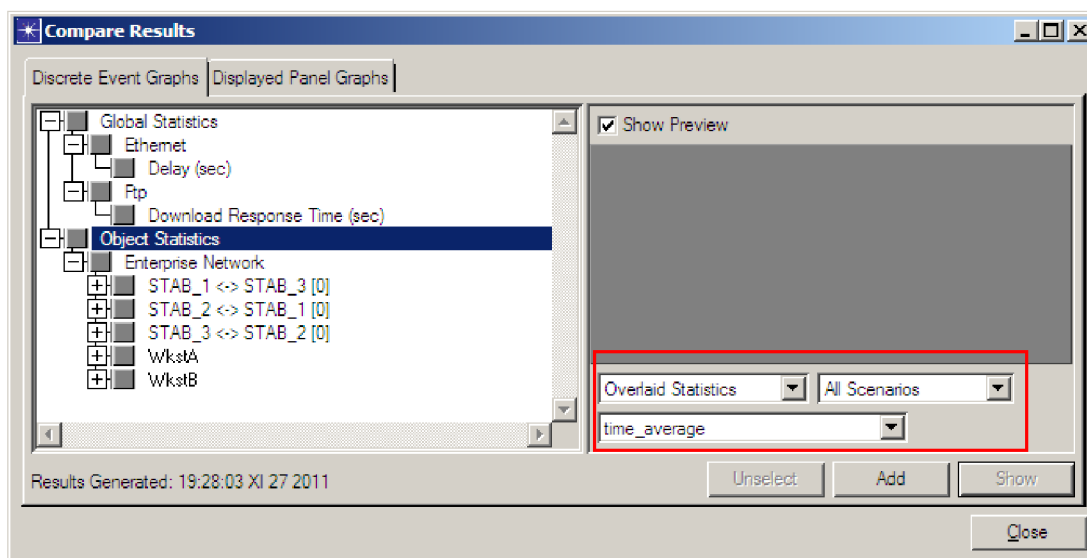 Compare Results
Discrete Event Graphs Displayed Panel Graphs
Global Statistics
Ethernet
Delay (sec)
Ftp
Download Response Time (sec)
Object Statistics
Enterprise Network
STAB_1 <-> STAB_3 [0]
STAB_2 <-> STAB_1 [0]
STAB_3 <-> STAB_2 [0]
WkstA
WkstB
Show Preview
Overlaid Statistics All Scenarios
time_average
Results Generated: 19:28:03 XI 27 2011
Unselect Add Show
Close